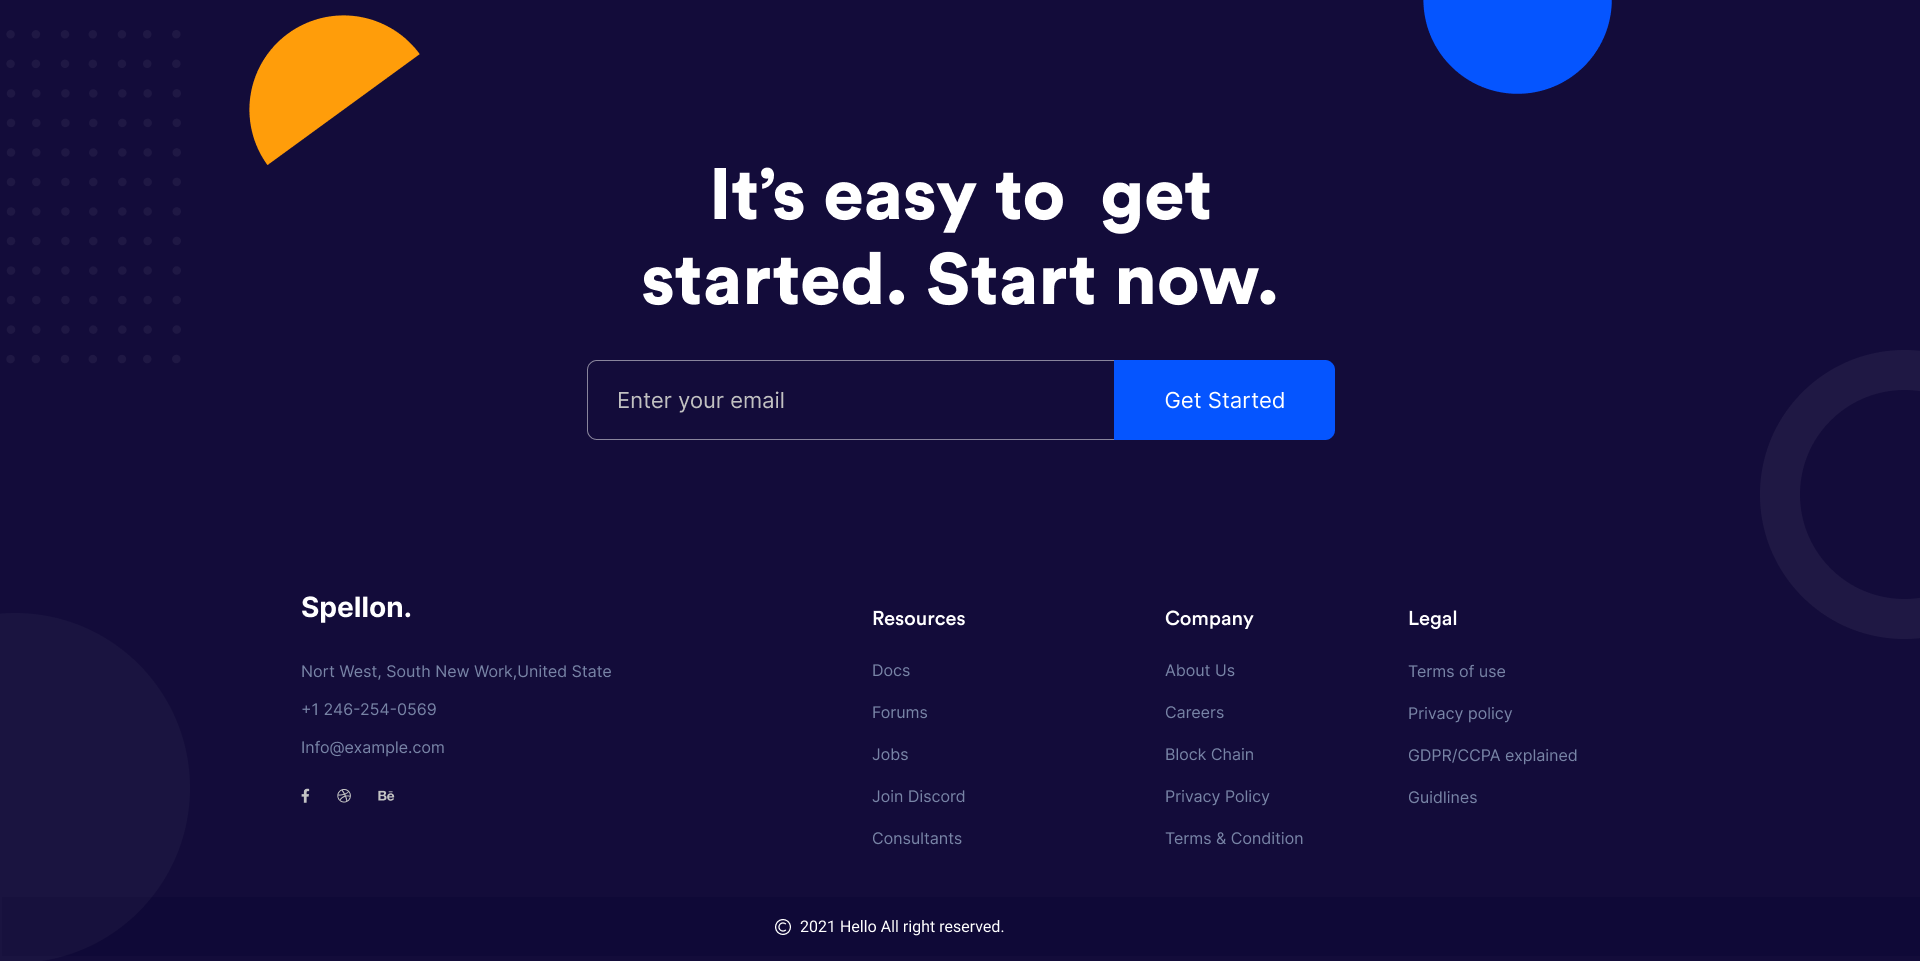 It’s easy to  get
started. Start now.
Enter your email
Get Started
Spellon.
Nort West, South New Work,United State
+1 246-254-0569
Info@example.com
Bē
Resources
Docs
Forums
Jobs
Join Discord
Consultants
Company
About Us
Careers
Block Chain
Privacy Policy
Terms & Condition
Legal
Terms of use
Privacy policy
GDPR/CCPA explained
Guidlines
© 2021 Hello All right reserved.